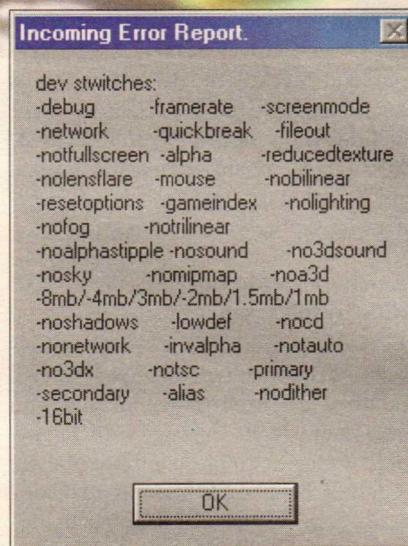 Incoming Error Report.
dev stwitches:
-debug -framerate -screenmode
-network -quickbreak -fileout
-notfullscreen -alpha -reducedtexture
-nolensflare -mouse -nobilinear
-resetoptions -gameindex -nolighting
-nofog -notrilinear
-noalphastipple -nosound -no3dsound
-nosky -nomipmap -noa3d
-8mb/-4mb/3mb/-2mb/1.5mb/1mb
-noshadows -lowdef -nocd
-nonetwork -invalpha -notauto
-no3dx -notsc -primary
-secondary -alias -nodither
-16bit
OK